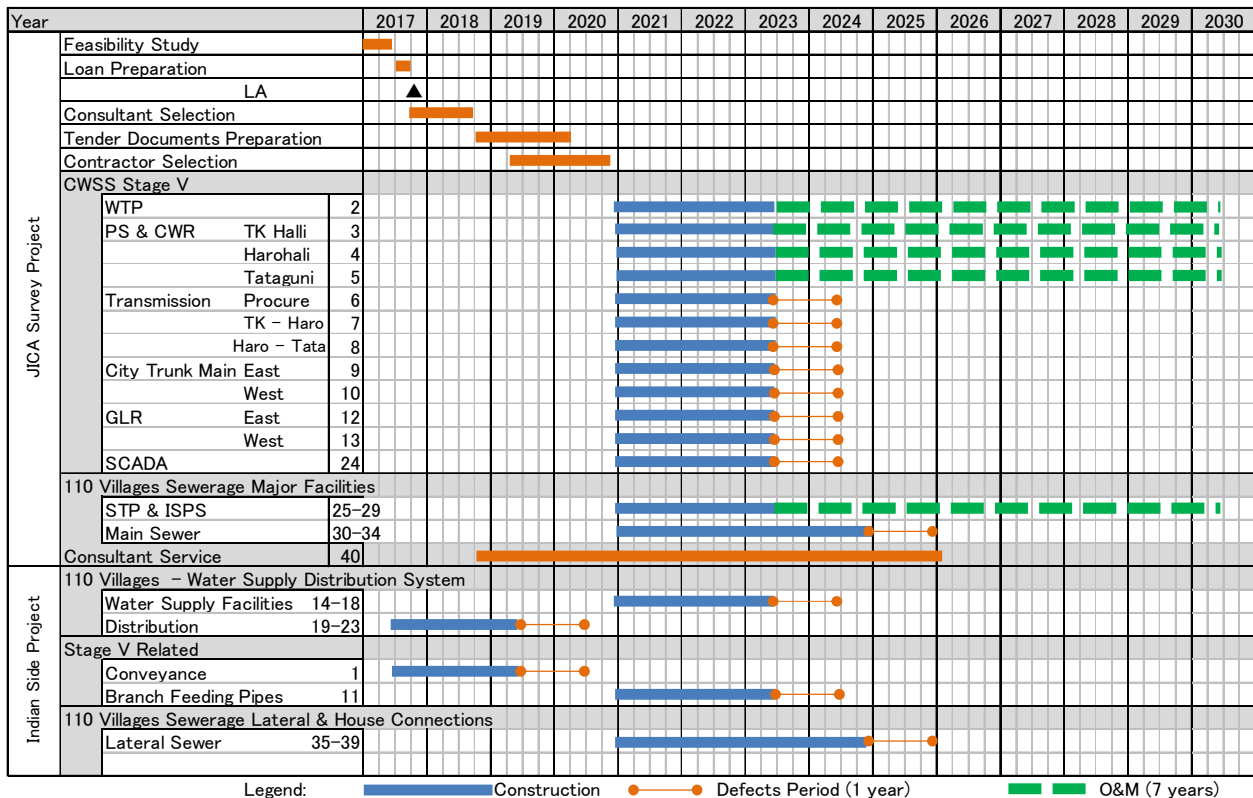 Year 2017 2018 2019 2020 2021 2022 2023 2024 2025 2026 2027 2028 2029 2030
JICA Survey Project
Feasibility Study
Loan Preparation
LA
Consultant Selection
Tender Documents Preparation
Contractor Selection
CWSS Stage V
WTP 2
PS & CWR TK Halli 3
Harohali 4
Tataguni 5
Transmission Procure 6
TK - Haro 7
Haro - Tata 8
City Trunk Main East 9
West 10
GLR East 12
West 13
SCADA 24
110 Villages Sewerage Major Facilities
STP & ISPS 25-29
Main Sewer 30-34
Consultant Service 40
Indian Side Project
110 Villages - Water Supply Distribution System
Water Supply Facilities 14-18
Distribution 19-23
Stage V Related
Conveyance 1
Branch Feeding Pipes 11
110 Villages Sewerage Lateral & House Connections
Lateral Sewer 35-39
Legend: Construction Defects Period (1 year) O&M (7 years)